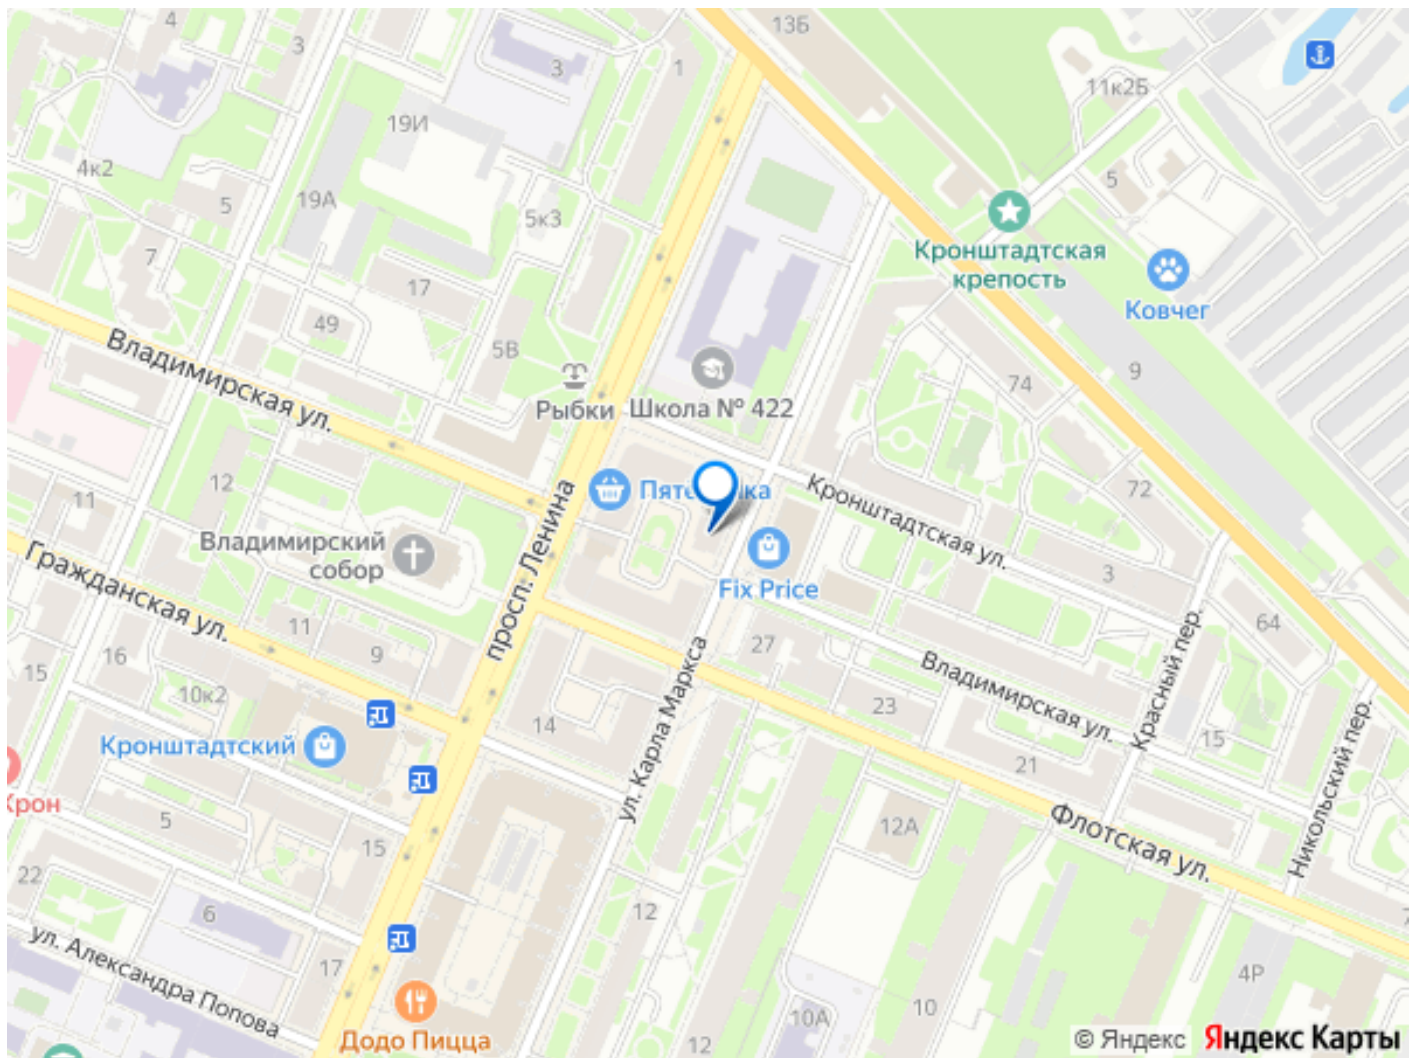 4
3
13Б
3
1
11к2Б
19И
4к2
5
19А
5
5к3
Кронштадтская
крепость
7
17
Ковчег
49
5В
Владимирская ул.
74
9
Рыбки
Школа № 422
12
11
Пяте
ка
Кронштадтская ул.
72
просп. Ленина
Владимирский
собор
Fix Price
3
Гражданская ул.
11
9
27
64
15
16
10к2
ул. Карла Маркса
Владимирская ул.
Красный пер.
23
14
15
Кронштадтский
21
Никольский пер.
Крон
5
15
12А
Флотская ул.
22
6
12
ул. Александра Попова
17
4Р
10
10А
Додо Пицца
12
7
© Яндекс Яндекс Карты